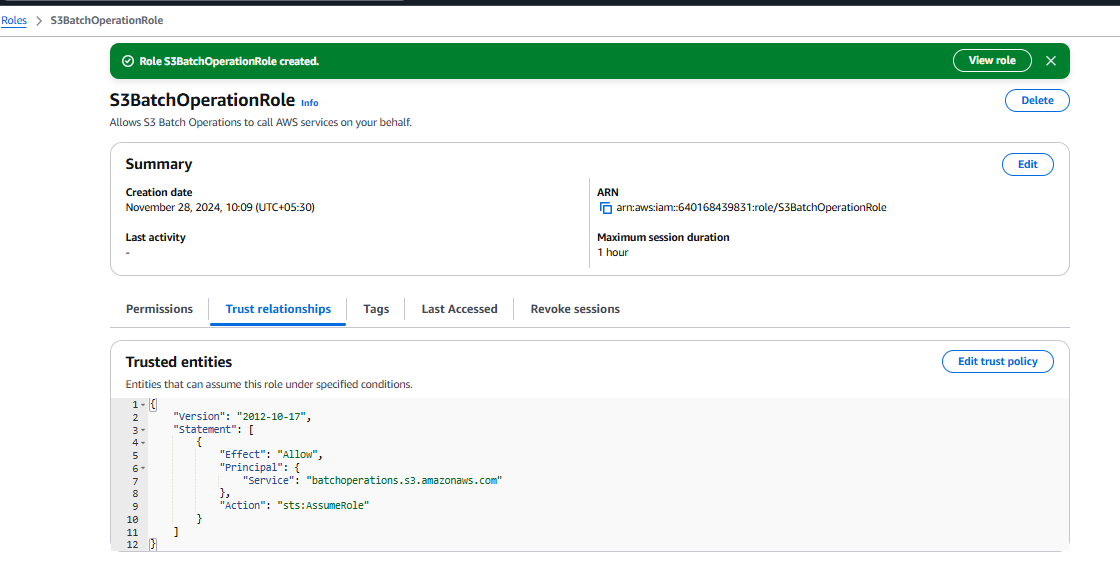 Roles > S3BatchOperationRole
Role S3BatchOperationRole created.
View role
S3BatchOperationRole Info
Delete
Allows S3 Batch Operations to call AWS services on your behalf.
Summary
Edit
Creation date
November 28, 2024, 10:09 (UTC+05:30)
ARN
arn:aws:iam::640168439831:role/S3BatchOperationRole
Last activity
-
Maximum session duration
1 hour
Permissions
Trust relationships
Tags
Last Accessed
Revoke sessions
Trusted entities
Edit trust policy
Entities that can assume this role under specified conditions.
1 {
2     "Version": "2012-10-17",
3     "Statement": [
4         {
5             "Effect": "Allow",
6             "Principal": {
7                 "Service": "batchoperations.s3.amazonaws.com"
8             },
9             "Action": "sts:AssumeRole"
10         }
11     ]
12 }